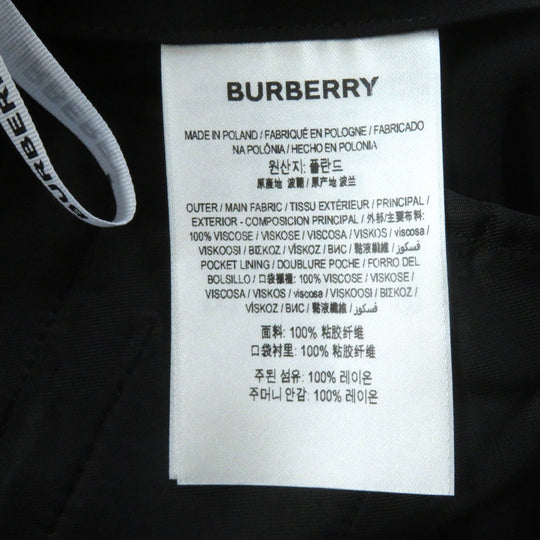 BURBERRY
BURBERRY
MADE IN POLAND / FABRIQUÉ EN POLOGNE / FABRICADO
NA POLÔNIA / HECHO EN POLONIA
원산지: 폴란드
原產地 波蘭 / 原产地 波兰
OUTER / MAIN FABRIC / TISSU EXTÉRIEUR / PRINCIPAL /
EXTERIOR - COMPOSICION PRINCIPAL / 外部/主要布料:
100% VISCOSE / VISKOSE / VISCOSA / VISKOS / viscosa /
VISKOOSI / ΒΙΣΚΟΖ / VİSKOZ / ВИС / 黏液纖維 / فسكوز /
POCKET LINING / DOUBLURE POCHE / FORRO DEL
BOLSILLO / 口袋襯裡: 100% VISCOSE / VISKOSE /
VISCOSA / VISKOS / viscosa / VISKOOSI / ΒΙΣΚΟΖ /
VİSKOZ / ВИС / 黏液纖維 / فسكوز /
面料: 100% 粘胶纤维
口袋衬里: 100% 粘胶纤维
주된 섬유: 100% 레이온
주머니 안감: 100% 레이온